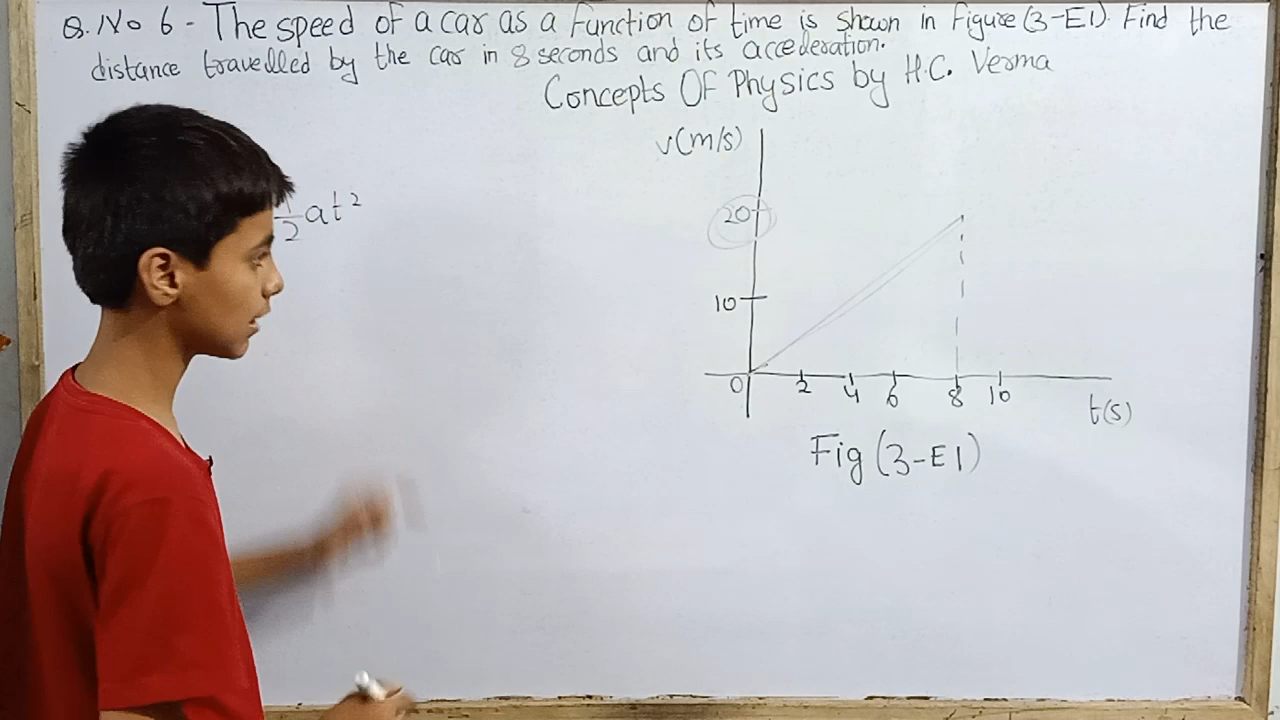 Q. No 6 - The speed of a car as a function of time is shown in figure (3-E1). Find the
distance travelled by the car in 8 seconds and its acceleration.
Concepts Of Physics by H.C. Verma
v(m/s)
1/2 at²
20
10
0 2 4 6 8 10
t(s)
Fig (3-E1)